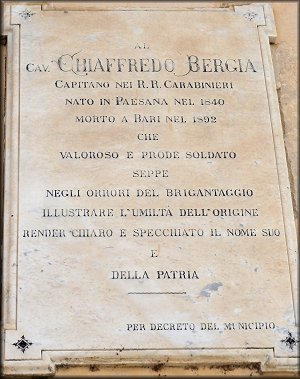 AL
CAV. CHIAFFREDO BERGIA
CAPITANO NEI R.R. CARABINIERI
NATO IN PAESANA NEL 1840
MORTO A BARI NEL 1892
CHE
VALOROSO E PRODE SOLDATO
SEPPE
NEGLI ORRORI DEL BRIGANTAGGIO
ILLUSTRARE L'UMILTÀ DELL'ORIGINE
RENDER CHIARO E SPECCHIATO IL NOME SUO
E
DELLA PATRIA
PER DECRETO DEL MUNICIPIO